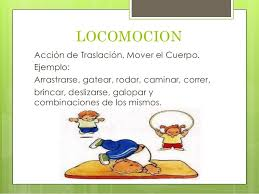 LOCOMOCION
Acción de Traslación, Mover el Cuerpo.
Ejemplo:
Arrastrarse, gatear, rodar, caminar, correr,
brincar, deslizarse, galopar y
combinaciones de los mismos.